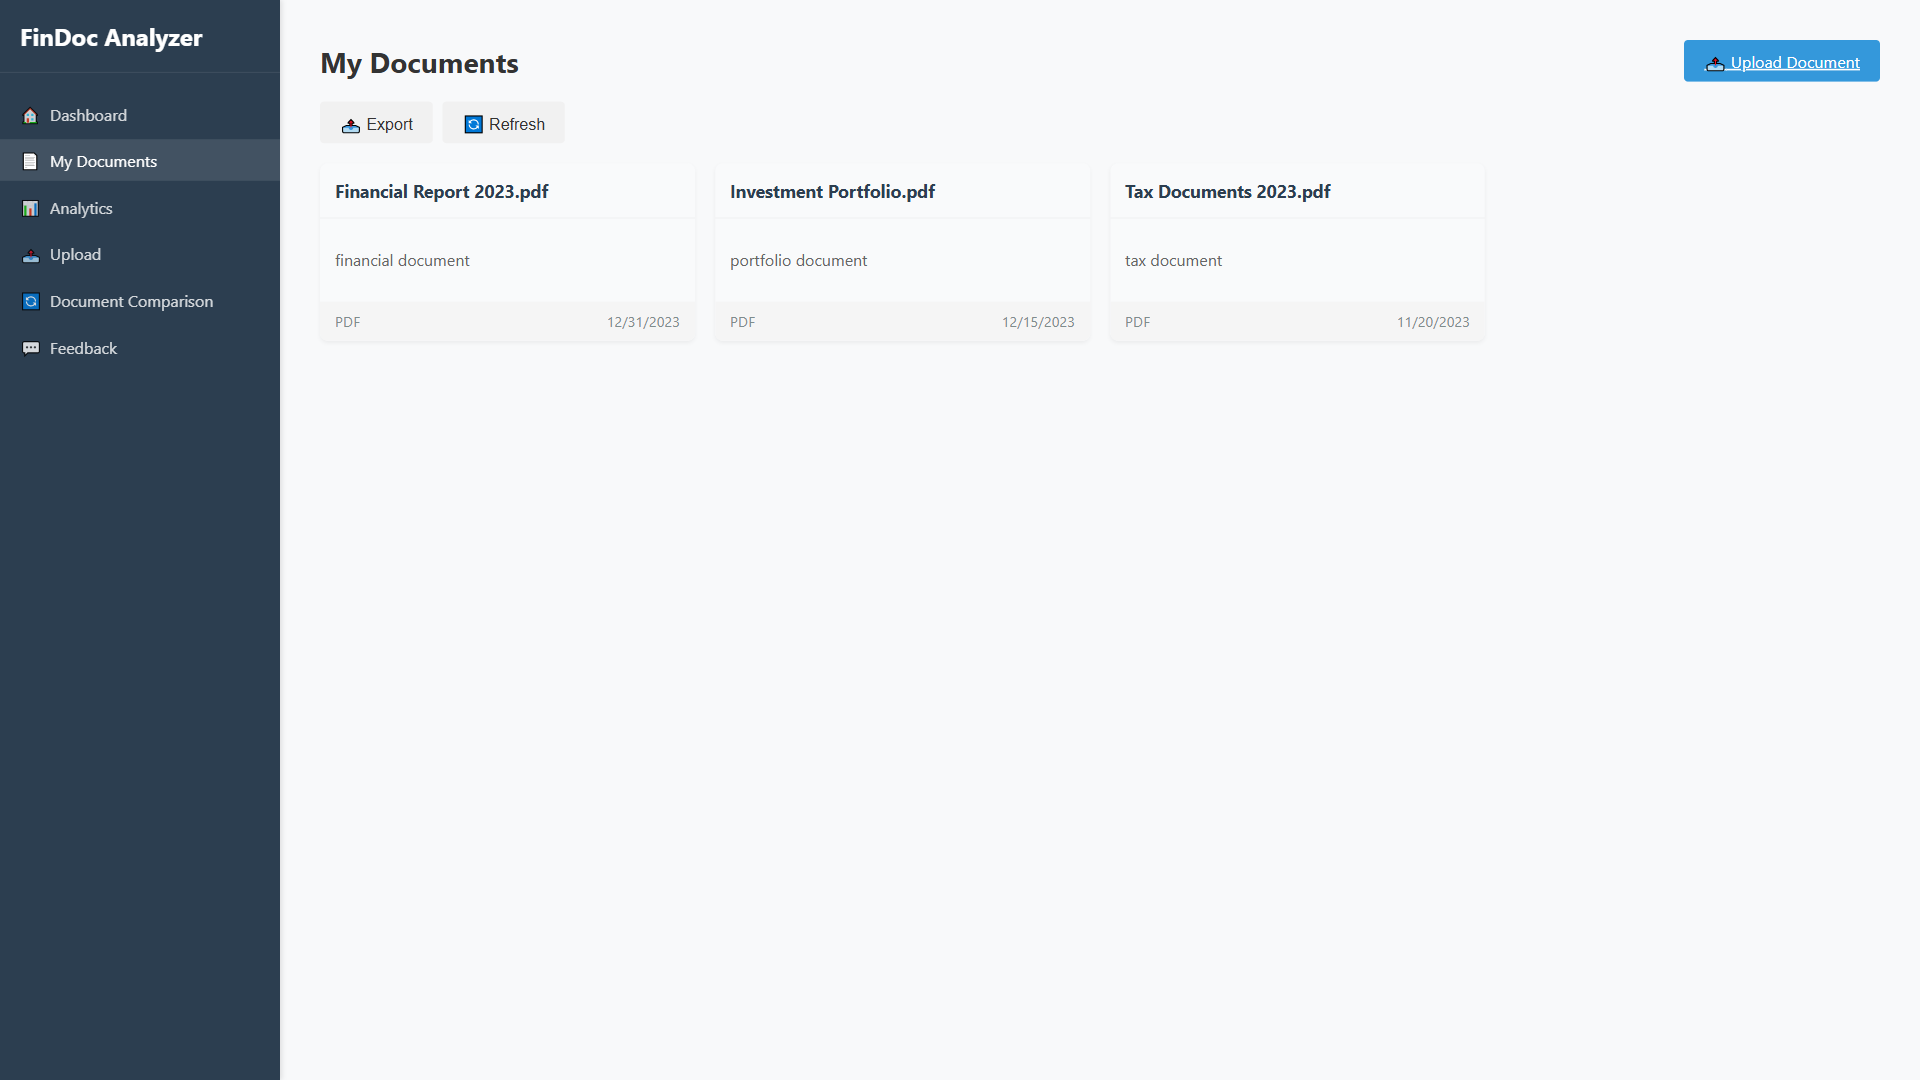 FinDoc Analyzer
Dashboard
My Documents
Analytics
Upload
Document Comparison
Feedback
My Documents
Upload Document
Export
Refresh
Financial Report 2023.pdf
financial document
PDF
12/31/2023
Investment Portfolio.pdf
portfolio document
PDF
12/15/2023
Tax Documents 2023.pdf
tax document
PDF
11/20/2023